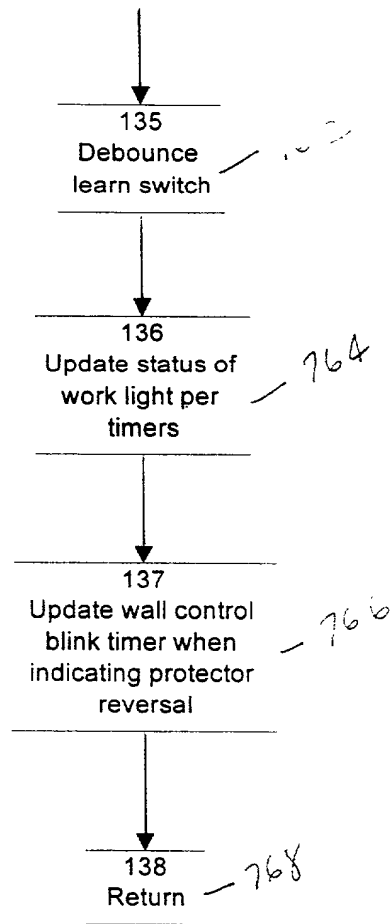 135
Debounce
learn switch
136
Update status of
work light per
timers
764
137
Update wall control
blink timer when
indicating protector
reversal
766
138
Return
768